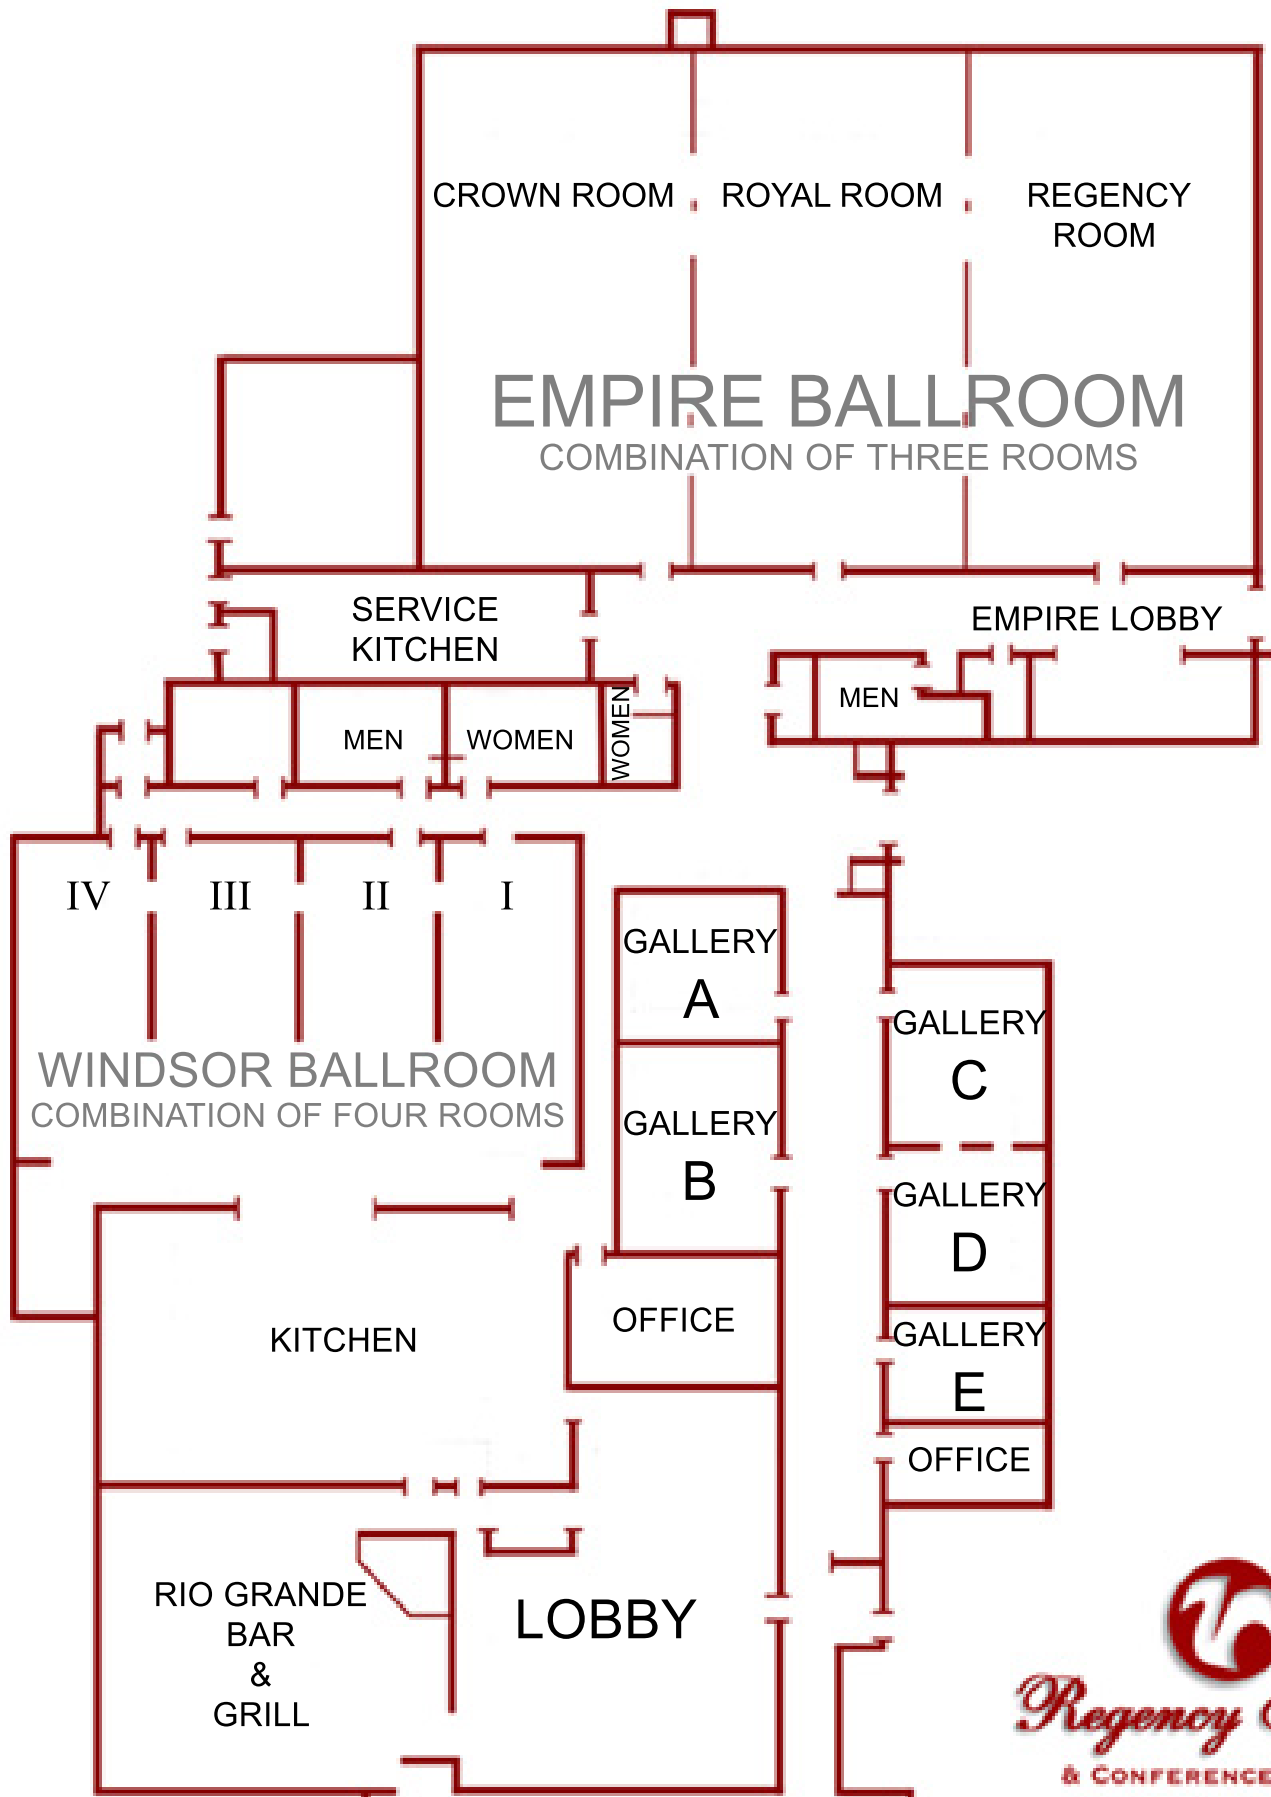 CROWN ROOM
ROYAL ROOM
REGENCY
ROOM
EMPIRE BALLROOM
COMBINATION OF THREE ROOMS
SERVICE
KITCHEN
EMPIRE LOBBY
MEN
WOMEN
WOMEN
MEN
IV
III
II
I
GALLERY
A
GALLERY
C
WINDSOR BALLROOM
COMBINATION OF FOUR ROOMS
GALLERY
B
GALLERY
D
KITCHEN
OFFICE
GALLERY
E
OFFICE
RIO GRANDE
BAR
&
GRILL
LOBBY
Regency
& CONFERENCE